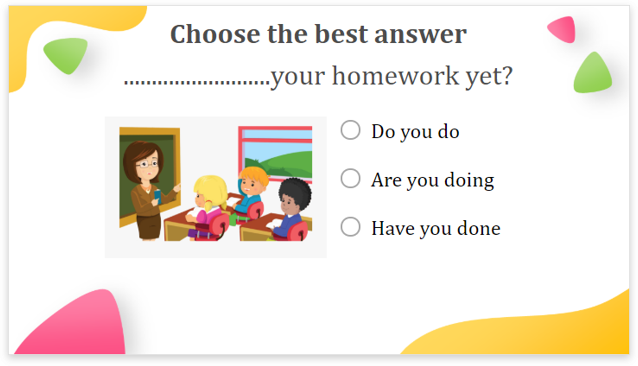 Choose the best answer
..........................your homework yet?
Do you do
Are you doing
Have you done